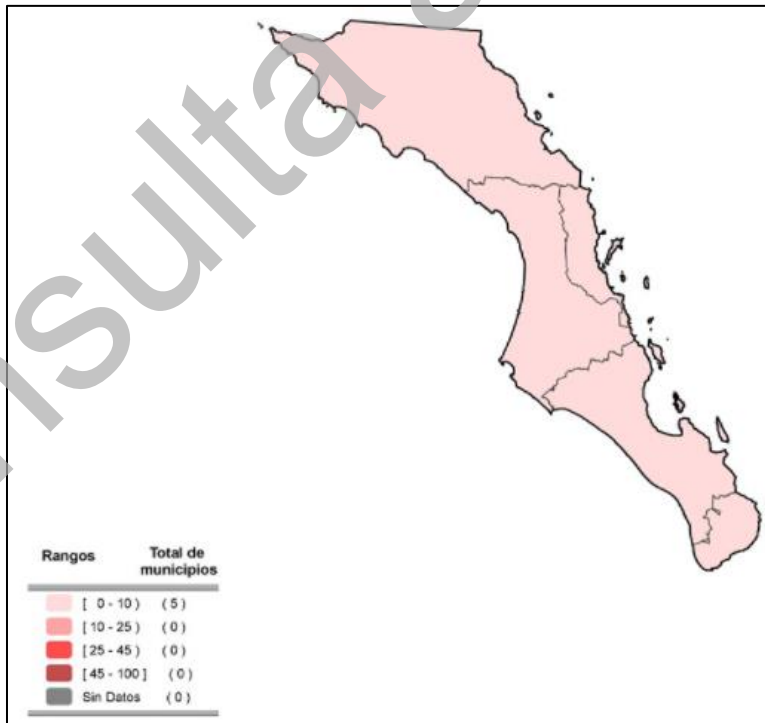 nsulta
Rangos Total de municipios
[ 0 - 10 ) ( 5 )
[ 10 - 25 ) ( 0 )
[ 25 - 45 ) ( 0 )
[ 45 - 100 ] ( 0 )
Sin Datos ( 0 )